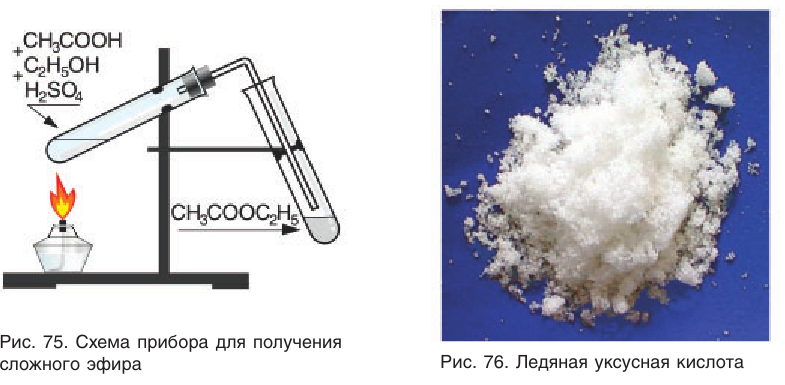 +CH₃COOH
+C₂H₅OH
H₂SO₄
CH₃COOC₂H₅
Рис. 75. Схема прибора для получения
сложного эфира
Рис. 76. Ледяная уксусная кислота